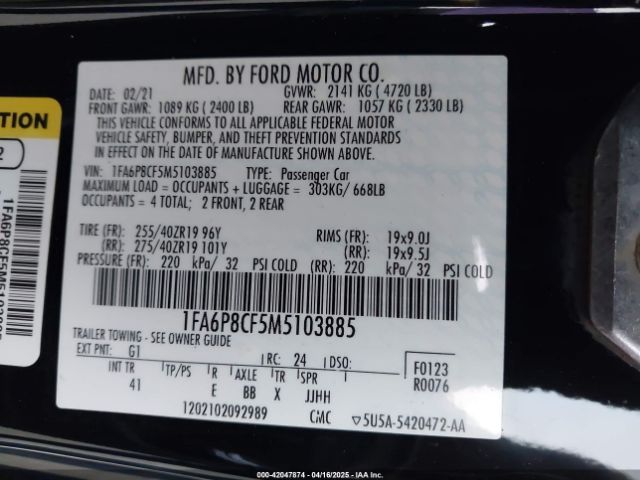 MFD. BY FORD MOTOR CO.
DATE: 02/21 GVWR: 2141 KG ( 4720 LB)
FRONT GAWR: 1089 KG ( 2400 LB) REAR GAWR: 1057 KG ( 2330 LB)
THIS VEHICLE CONFORMS TO ALL APPLICABLE FEDERAL MOTOR
VEHICLE SAFETY, BUMPER, AND THEFT PREVENTION STANDARDS
IN EFFECT ON THE DATE OF MANUFACTURE SHOWN ABOVE.
VIN: 1FA6P8CF5M5103885 TYPE: Passenger Car
MAXIMUM LOAD = OCCUPANTS + LUGGAGE = 303KG/ 668LB
OCCUPANTS = 4 TOTAL; 2 FRONT, 2 REAR
TIRE (FR): 255/40ZR19 96Y RIMS (FR): 19x9.0J
(RR): 275/40ZR19 101Y (RR): 19x9.5J
PRESSURE (FR): 220 kPa/ 32 PSI COLD (RR): 220 kPa/ 32 PSI COLD
1FA6P8CF5M5103885
TRAILER TOWING - SEE OWNER GUIDE
EXT PNT: G1 RC: 24 DSO: F0123
INT TR TP/PS R AXLE TR SPR R0076
41 E BB X JJHH
1202102092989 CMC ▽5U5A-5420472-AA
TION
2
1FA6P8CF5M5103885
000-42047874 - 04/16/2025 - IAAI.COM